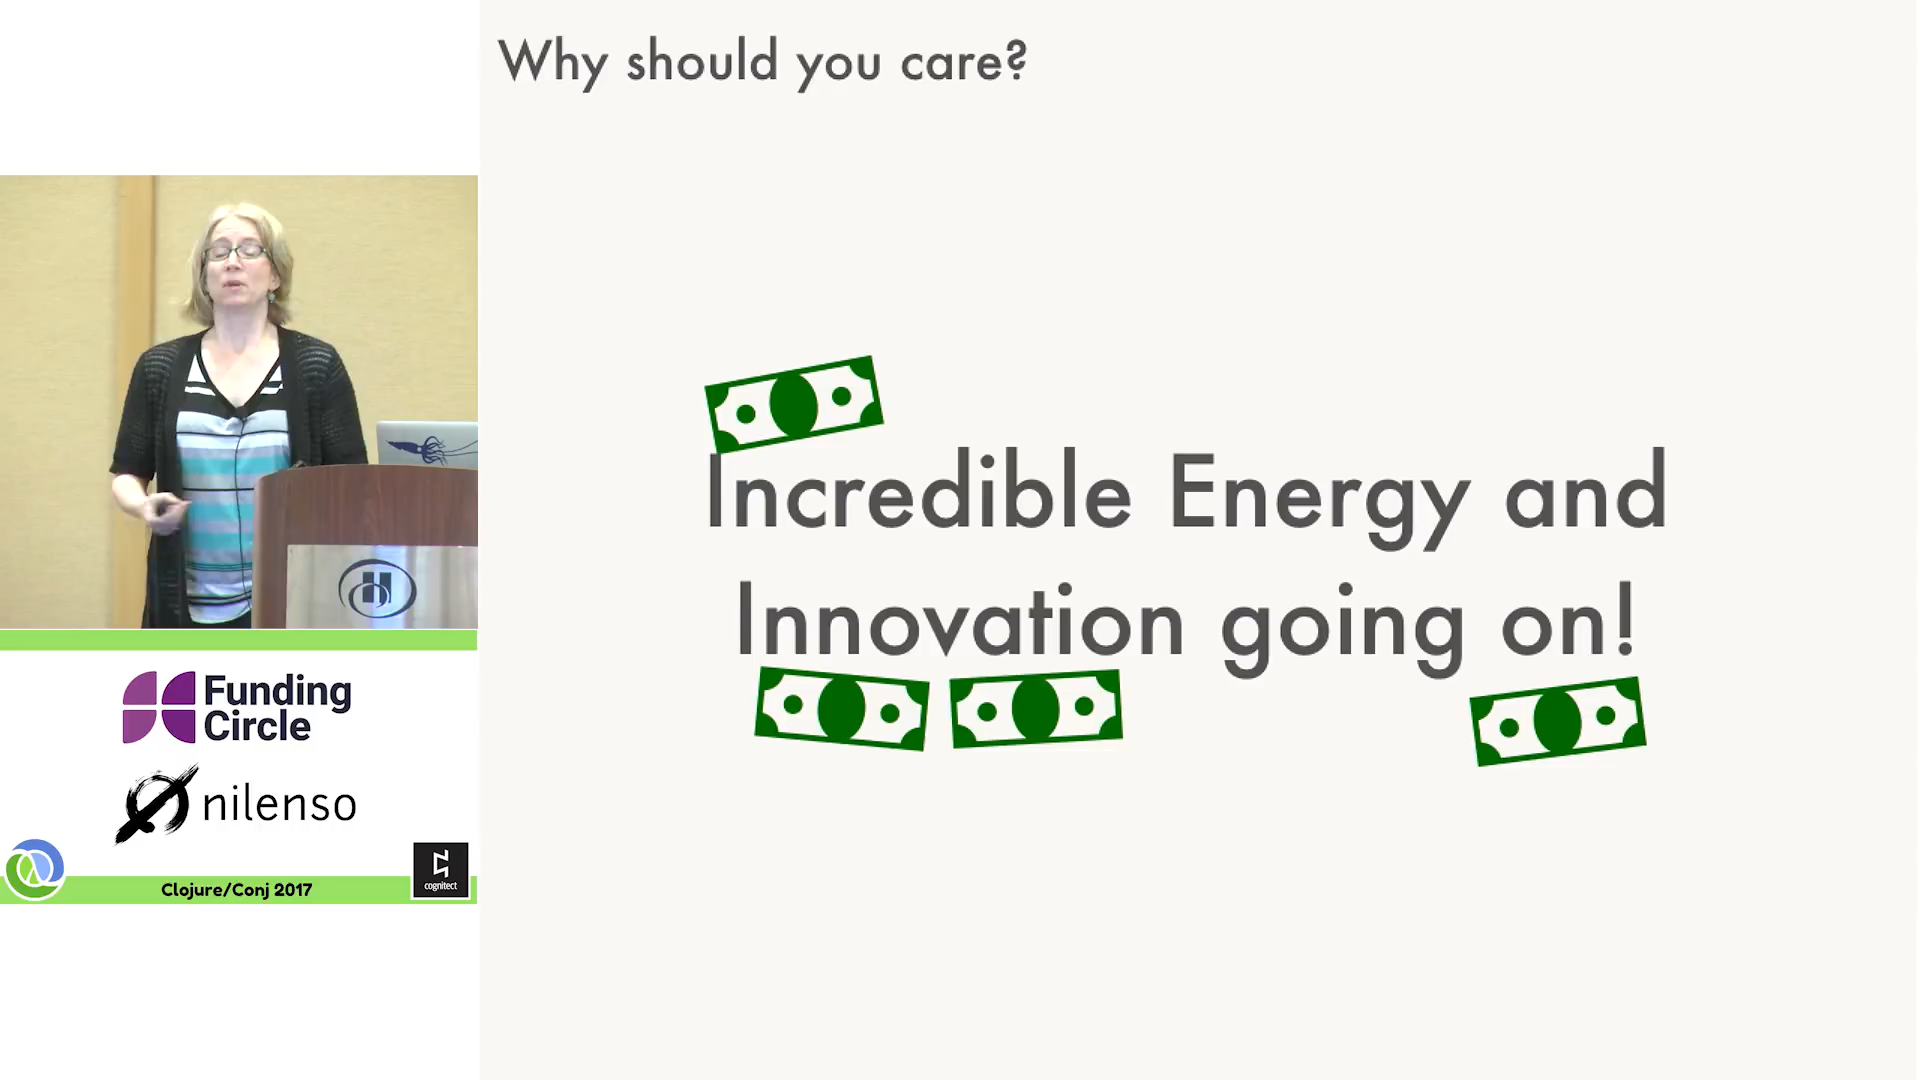 Why should you care?
Incredible Energy and
Innovation going on!
Funding
Circle
nilenso
cognitect
Clojure/Conj 2017